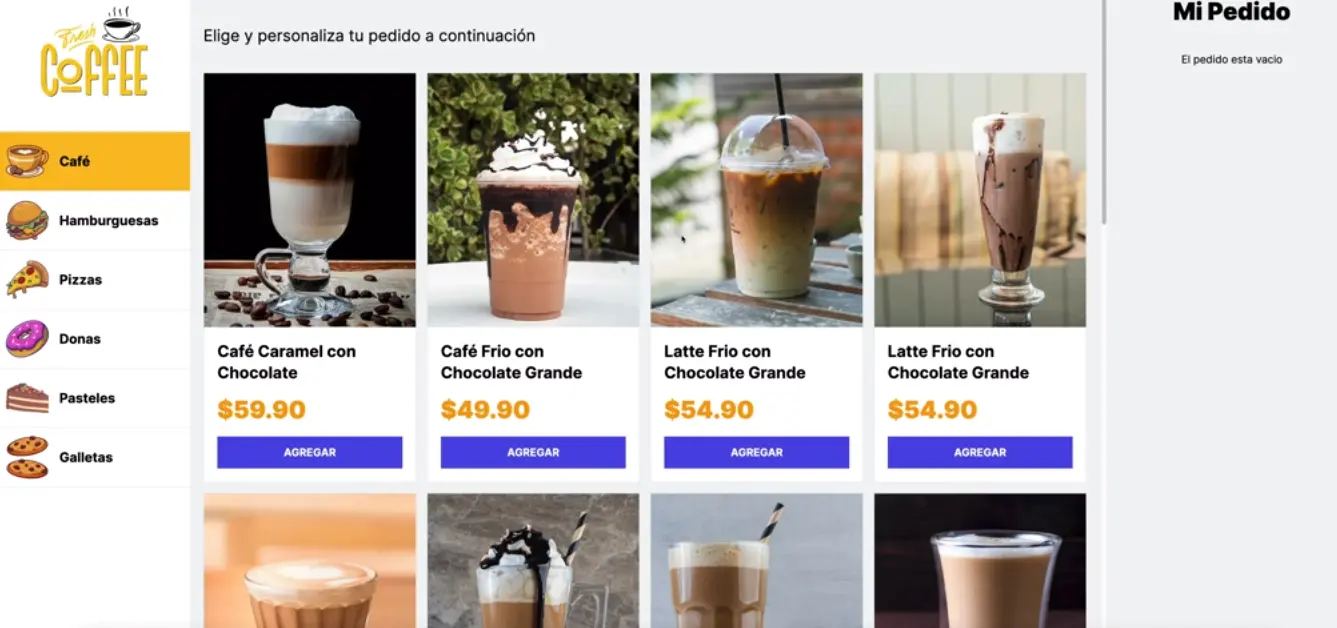 Fresh
COFFEE
Café
Hamburguesas
Pizzas
Donas
Pasteles
Galletas
Elige y personaliza tu pedido a continuación
Café Caramel con
Chocolate
$59.90
AGREGAR
Café Frio con
Chocolate Grande
$49.90
AGREGAR
Latte Frio con
Chocolate Grande
$54.90
AGREGAR
Latte Frio con
Chocolate Grande
$54.90
AGREGAR
Mi Pedido
El pedido esta vacio